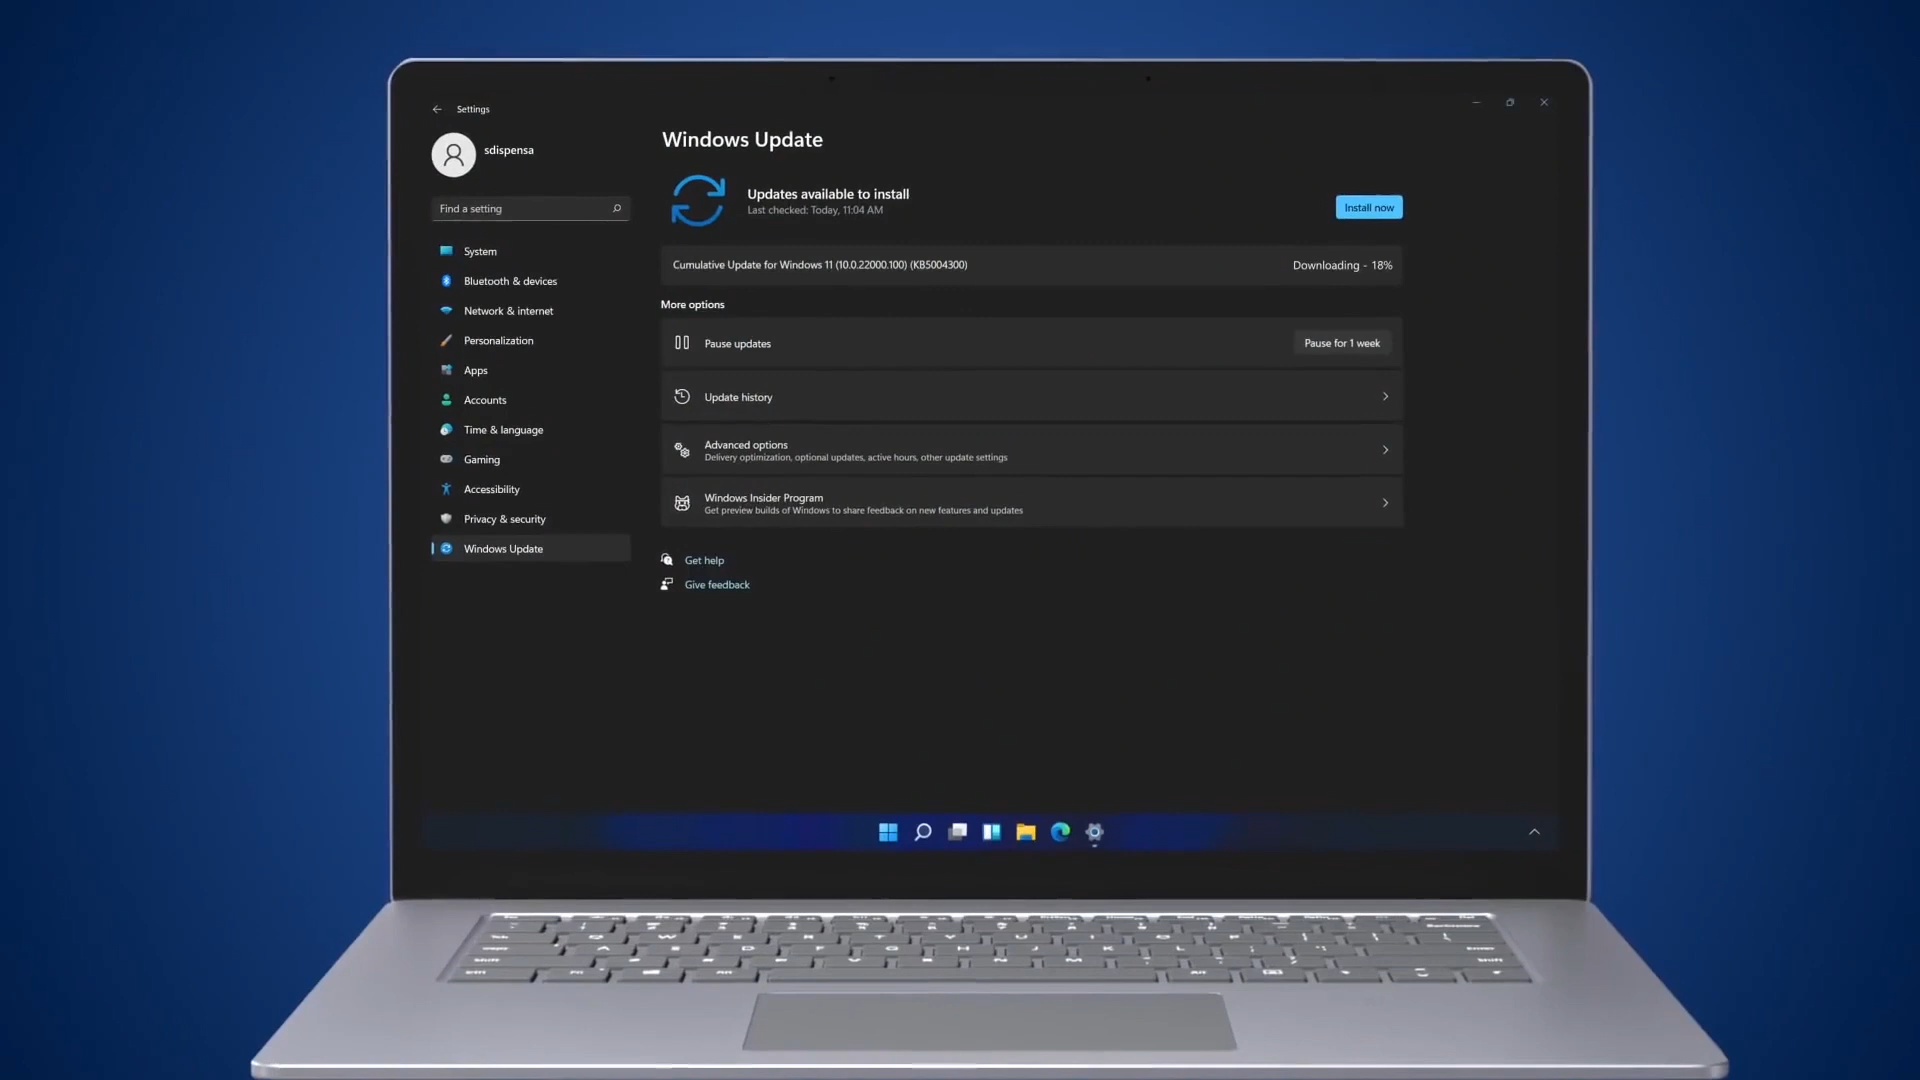 Settings
sdispensa
Find a setting
System
Bluetooth & devices
Network & internet
Personalization
Apps
Accounts
Time & language
Gaming
Accessibility
Privacy & security
Windows Update
Windows Update
Updates available to install
Last checked: Today, 11:04 AM
Install now
Cumulative Update for Windows 11 (10.0.22000.100) (KB5004300)
Downloading - 18%
More options
Pause updates
Pause for 1 week
Update history
Advanced options
Delivery optimization, optional updates, active hours, other update settings
Windows Insider Program
Get preview builds of Windows to share feedback on new features and updates
Get help
Give feedback